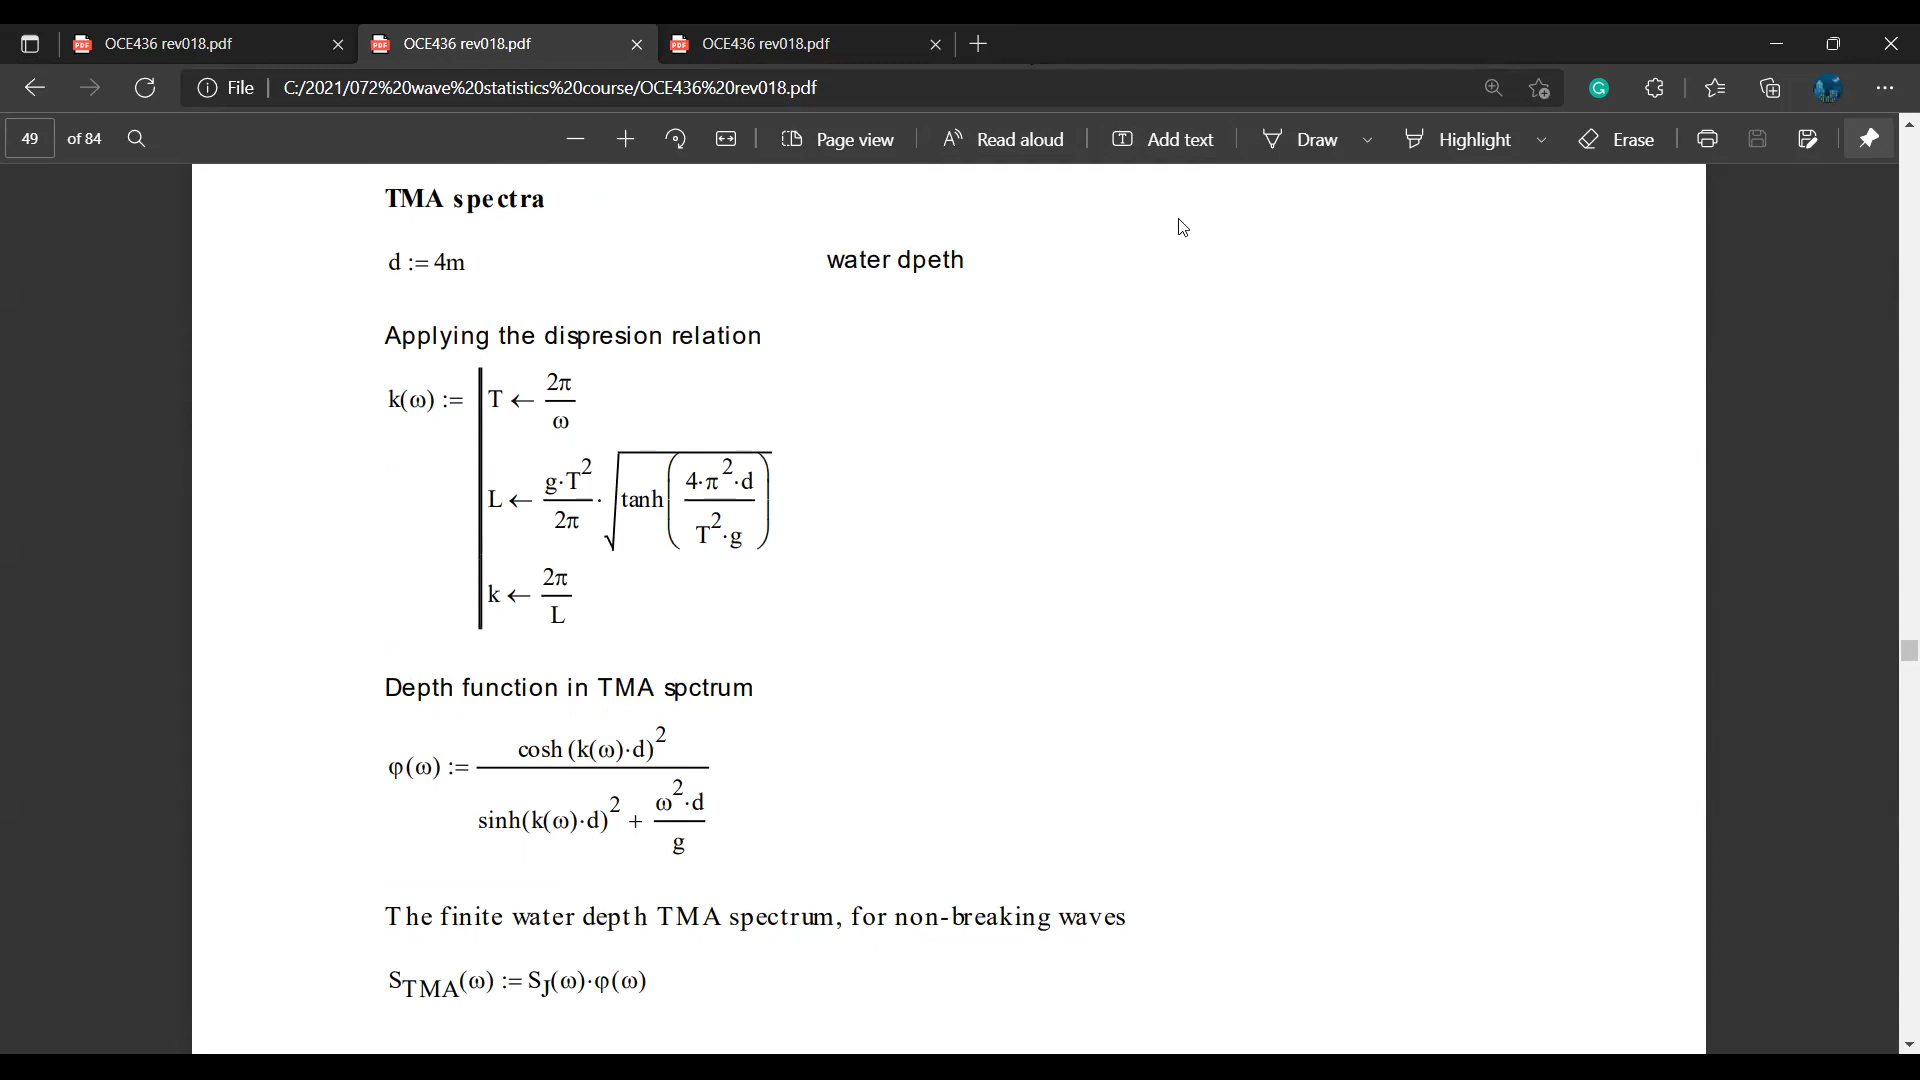 OCE436 rev018.pdf
OCE436 rev018.pdf
OCE436 rev018.pdf
File
C:/2021/072%20wave%20statistics%20course/OCE436%20rev018.pdf
49 of 84
Page view
Read aloud
Add text
Draw
Highlight
Erase
TMA spectra
d := 4m
water dpeth
Applying the dispresion relation
k(ω) := | T ← 2π / ω
L ← g·T² / 2π · √tanh(4·π²·d / T²·g)
k ← 2π / L
Depth function in TMA spctrum
φ(ω) := cosh(k(ω)·d)² / sinh(k(ω)·d)² + ω²·d / g
The finite water depth TMA spectrum, for non-breaking waves
S_TMA(ω) := S_J(ω)·φ(ω)